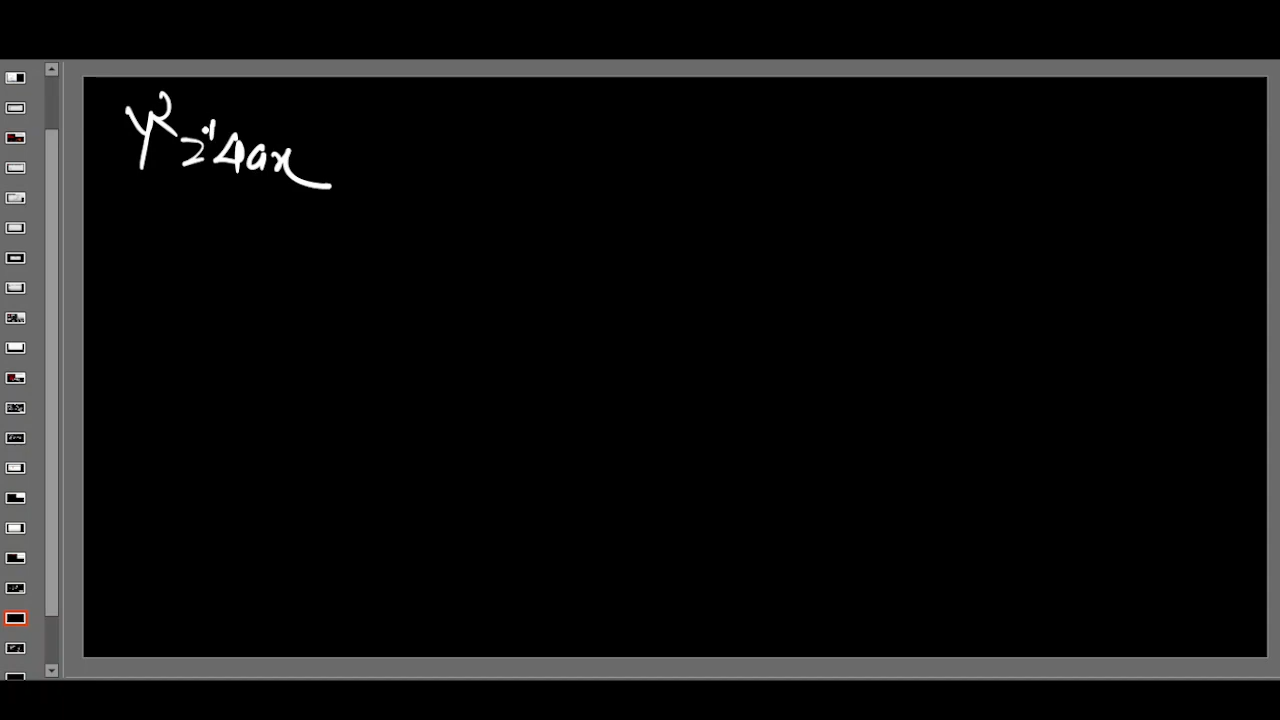 y² = 4ax